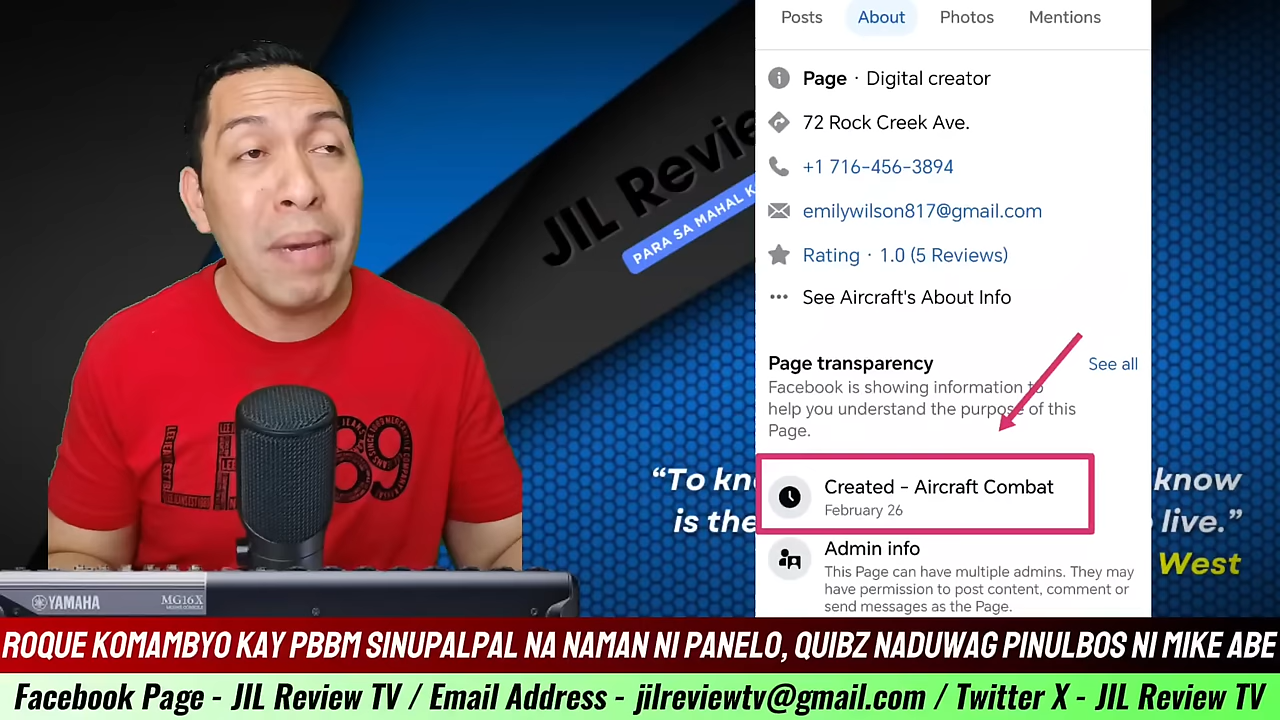 Posts About Photos Mentions
Page · Digital creator
72 Rock Creek Ave.
+1 716-456-3894
emilywilson817@gmail.com
Rating · 1.0 (5 Reviews)
See Aircraft's About Info
Page transparency See all
Facebook is showing information to
help you understand the purpose of this
Page.
Created - Aircraft Combat
February 26
Admin info
This Page can have multiple admins. They may
have permission to post content, comment or
send messages as the Page.
JIL Revie
PARA SA MAHAL K
“To kn know
is the live.”
West
89
YAMAHA MG16X
ROQUE KOMAMBYO KAY PBBM SINUPALPAL NA NAMAN NI PANELO, QUIBZ NADUWAG PINULBOS NI MIKE ABE
Facebook Page - JIL Review TV / Email Address - jilreviewtv@gmail.com / Twitter X - JIL Review TV